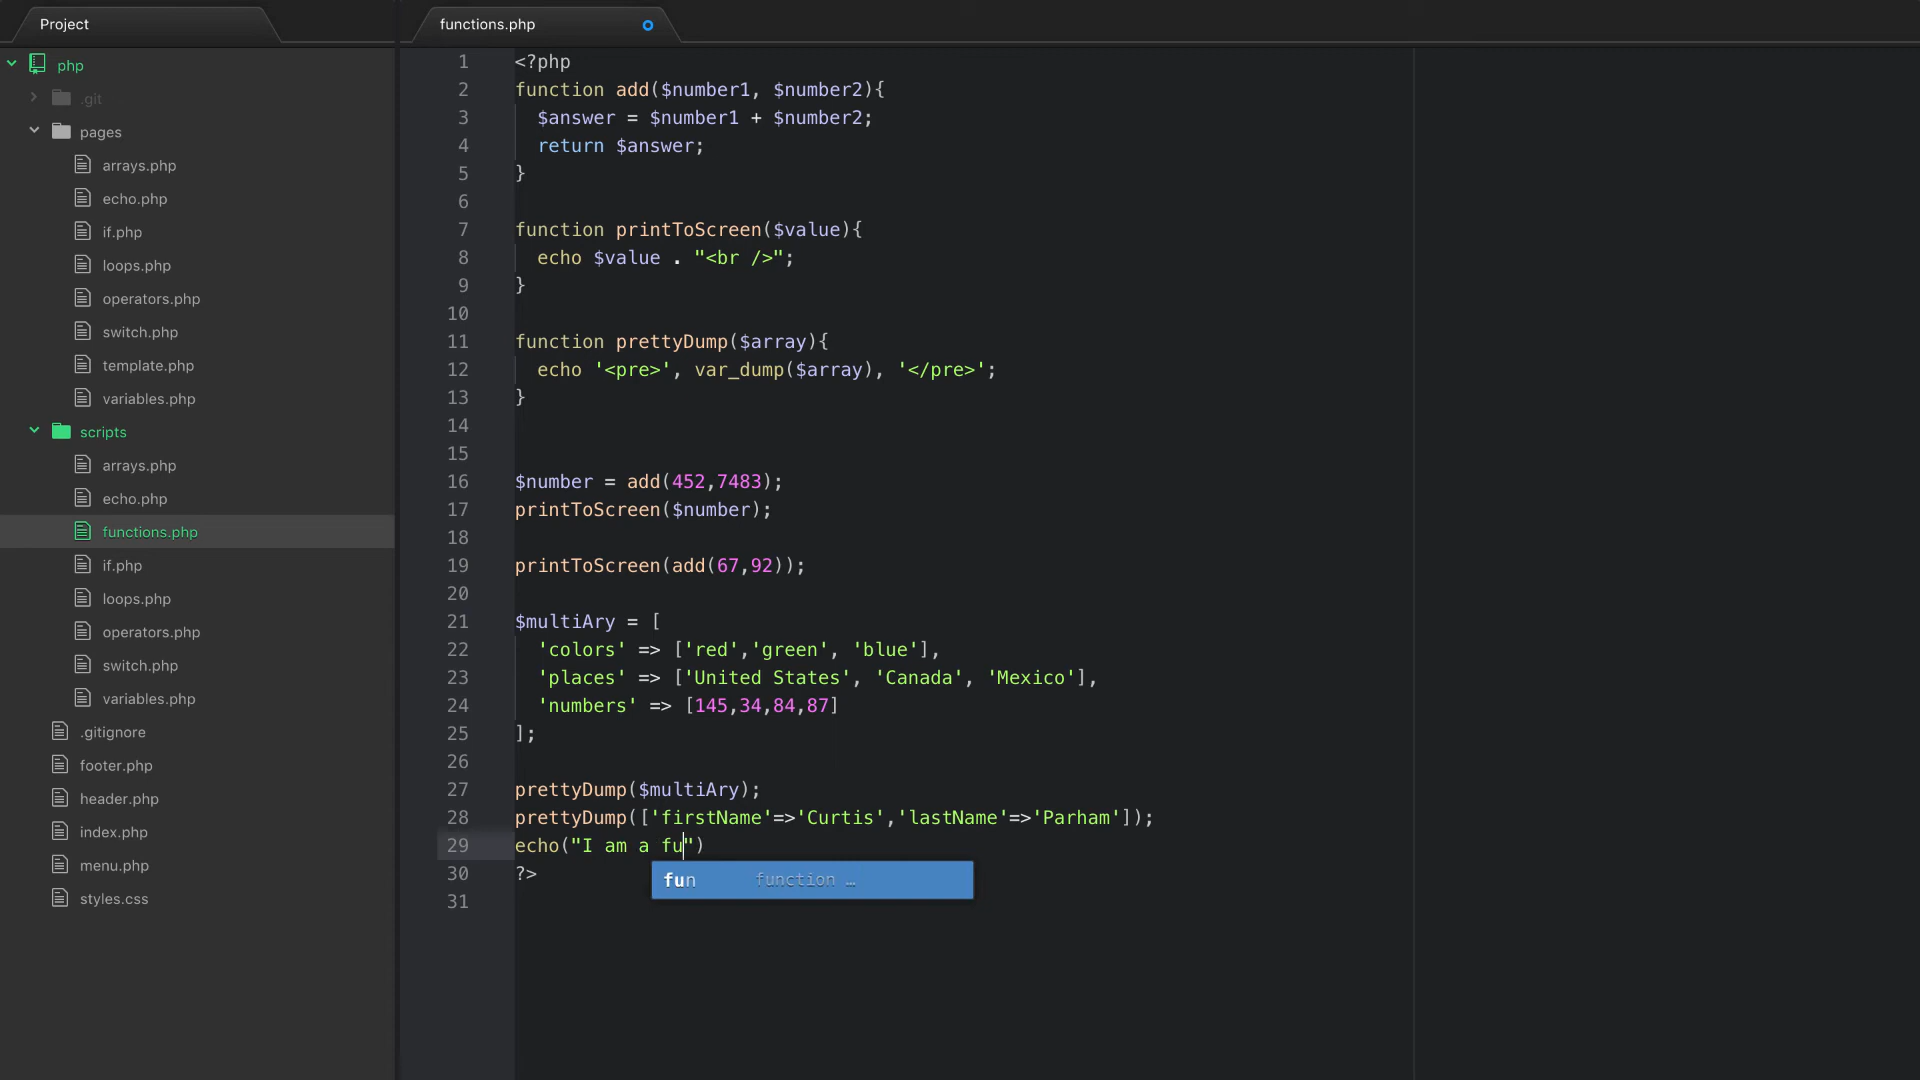 Project
php
.git
pages
arrays.php
echo.php
if.php
loops.php
operators.php
switch.php
template.php
variables.php
scripts
arrays.php
echo.php
functions.php
if.php
loops.php
operators.php
switch.php
variables.php
.gitignore
footer.php
header.php
index.php
menu.php
styles.css
functions.php
1 <?php
2 function add($number1, $number2){
3   $answer = $number1 + $number2;
4   return $answer;
5 }
6
7 function printToScreen($value){
8   echo $value . "<br />";
9 }
10
11 function prettyDump($array){
12   echo '<pre>', var_dump($array), '</pre>';
13 }
14
15
16 $number = add(452,7483);
17 printToScreen($number);
18
19 printToScreen(add(67,92));
20
21 $multiAry = [
22   'colors' => ['red','green', 'blue'],
23   'places' => ['United States', 'Canada', 'Mexico'],
24   'numbers' => [145,34,84,87]
25 ];
26
27 prettyDump($multiAry);
28 prettyDump(['firstName'=>'Curtis','lastName'=>'Parham']);
29 echo("I am a fu")
30 ?>
fun function …
31